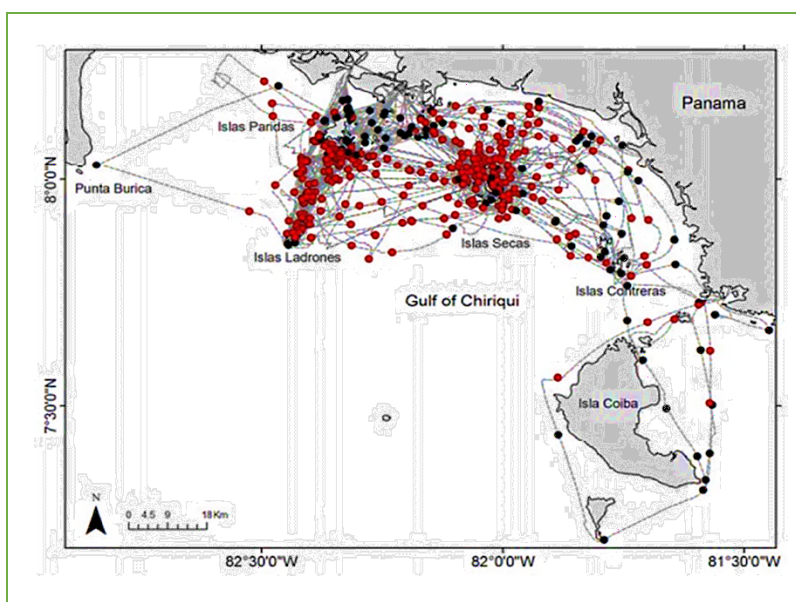 Panama
Islas Paridas
8°0'0"N
Punta Burica
Islas Ladrones
Islas Secas
Islas Contreras
Gulf of Chiriqui
Isla Coiba
7°30'0"N
N
0 4.5 9 18 Km
82°30'0"W 82°0'0"W 81°30'0"W